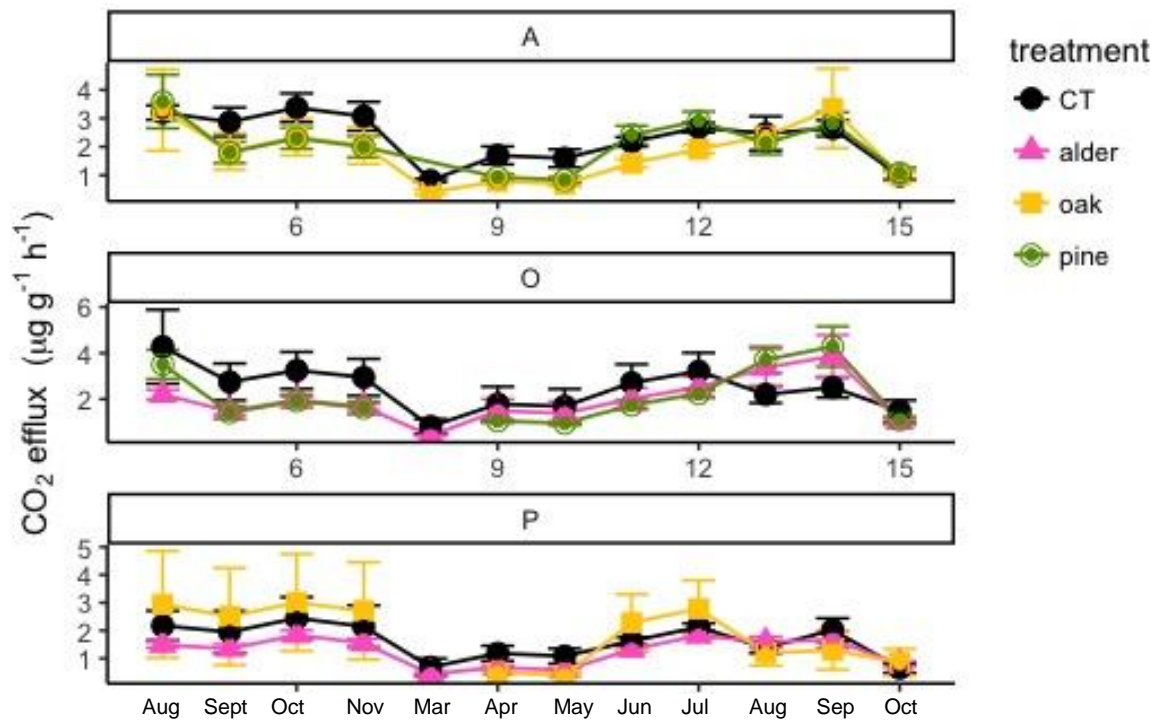 A
treatment
CT
alder
oak
pine
4
3
2
1
6 9 12 15
O
CO₂ efflux (µg g⁻¹ h⁻¹)
6
4
2
6 9 12 15
P
5
4
3
2
1
Aug Sept Oct Nov Mar Apr May Jun Jul Aug Sep Oct